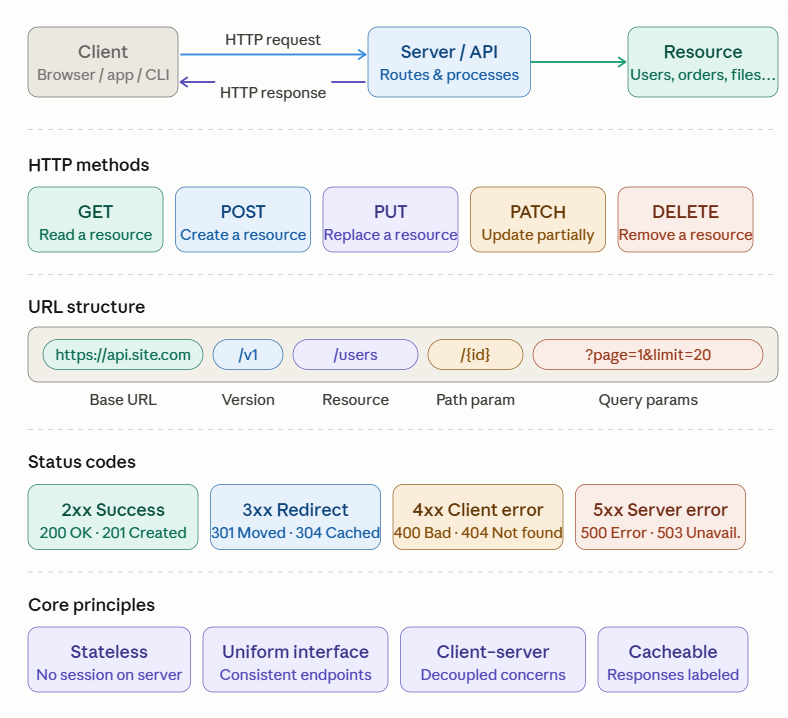 HTTP request
Client
Server / API
Resource
Browser / app / CLI
Routes & processes
Users, orders, files...
HTTP response
HTTP methods
GET
POST
PUT
PATCH
DELETE
Read a resource
Create a resource
Replace a resource
Update partially
Remove a resource
URL structure
https://api.site.com
/v1
/users
/{id}
?page=1&limit=20
Base URL
Version
Resource
Path param
Query params
Status codes
2xx Success
3xx Redirect
4xx Client error
5xx Server error
200 OK · 201 Created
301 Moved · 304 Cached
400 Bad · 404 Not found
500 Error · 503 Unavail.
Core principles
Stateless
Uniform interface
Client–server
Cacheable
No session on server
Consistent endpoints
Decoupled concerns
Responses labeled